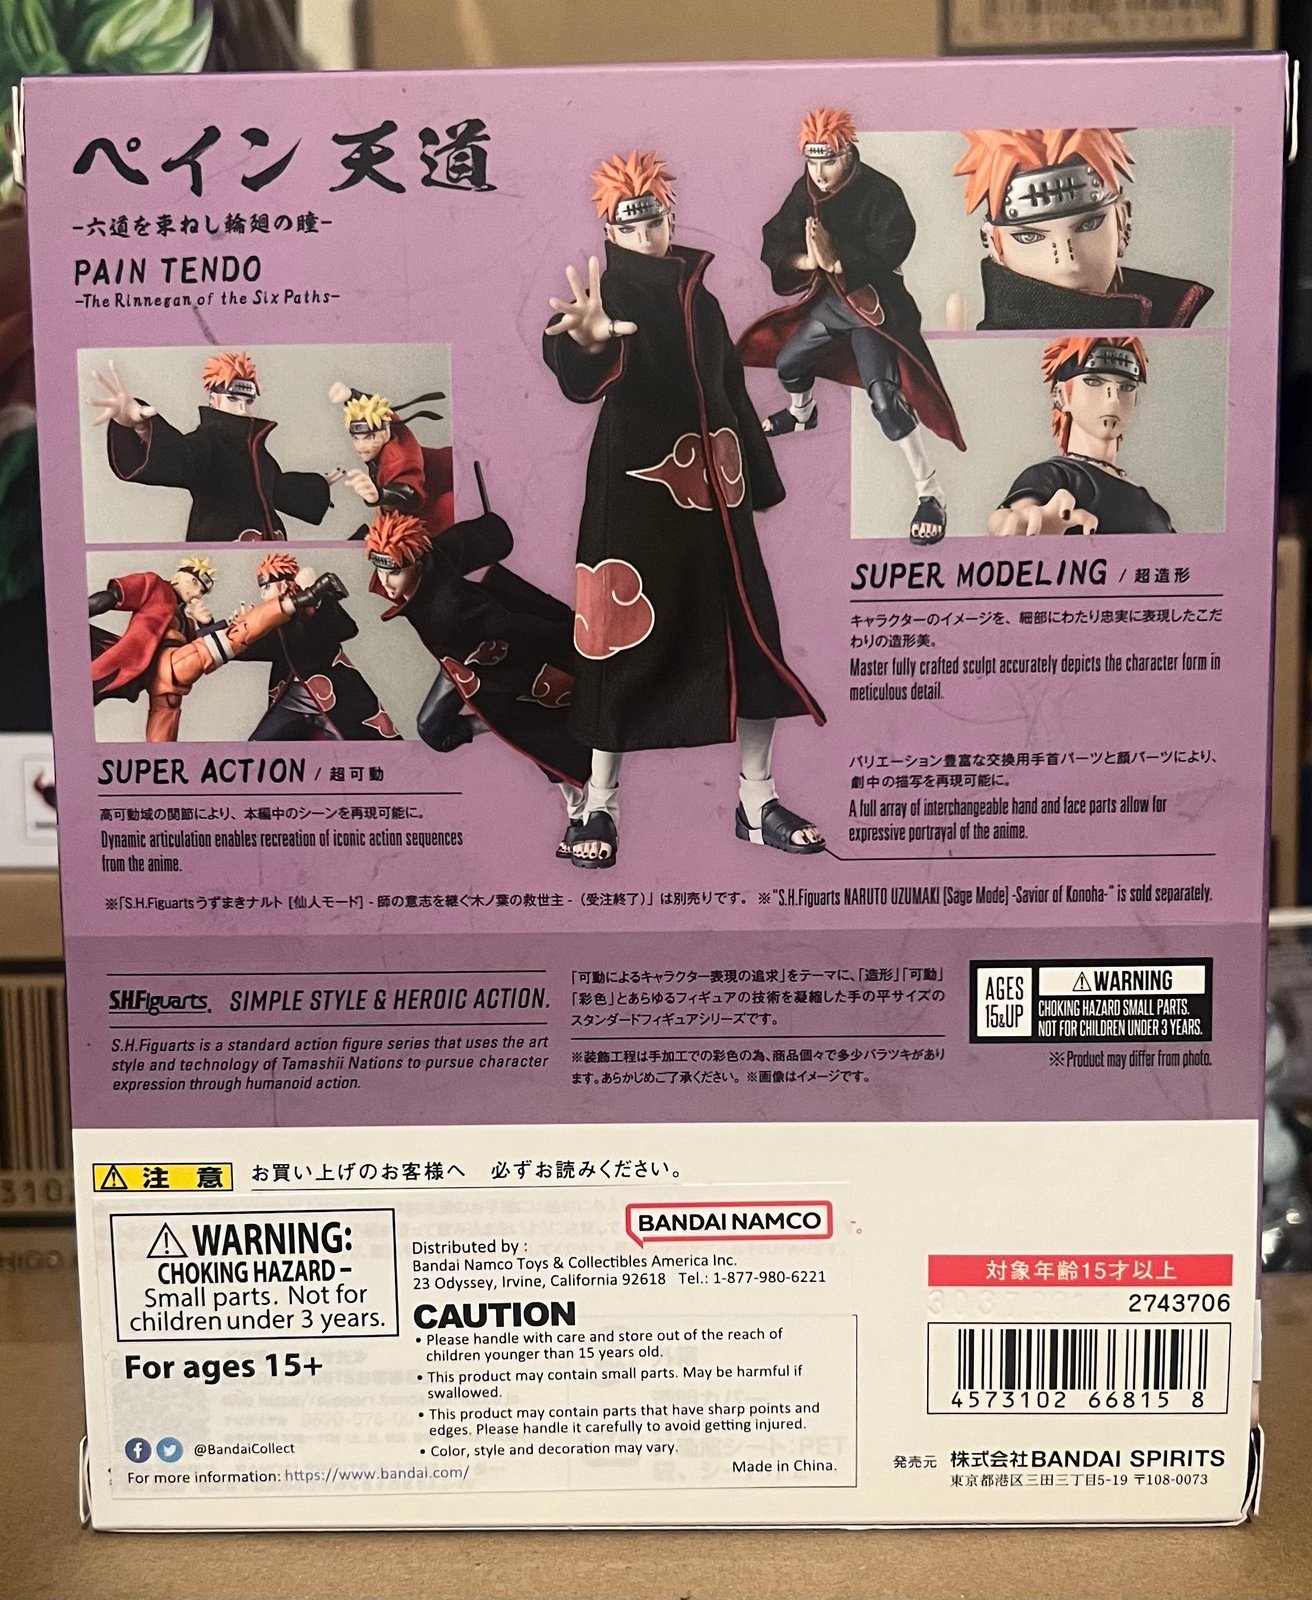 ペイン 天道
-六道を束ねし輪廻の瞳-
PAIN TENDO
-The Rinnegan of the Six Paths-
SUPER MODELING / 超造形
キャラクターのイメージを、細部にわたり忠実に表現したこだ
わりの造形美。
Master fully crafted sculpt accurately depicts the character form in
meticulous detail.
バリエーション豊富な交換用手首パーツと顔パーツにより、
劇中の描写を再現可能に。
A full array of interchangeable hand and face parts allow for
expressive portrayal of the anime.
SUPER ACTION / 超可動
高可動域の関節により、本編中のシーンを再現可能に。
Dynamic articulation enables recreation of iconic action sequences
from the anime.
※「S.H.Figuarts うずまきナルト [仙人モード] - 師の意志を継ぐ木ノ葉の救世主 - （受注終了）」は別売りです。 ※"S.H.Figuarts NARUTO UZUMAKI [Sage Mode] -Savior of Konoha-" is sold separately.
S.H.Figuarts. SIMPLE STYLE & HEROIC ACTION.
S.H.Figuarts is a standard action figure series that uses the art
style and technology of Tamashii Nations to pursue character
expression through humanoid action.
「可動によるキャラクター表現の追求」をテーマに、「造形」「可動」
「彩色」とあらゆるフィギュアの技術を凝縮した手の平サイズの
スタンダードフィギュアシリーズです。
※装飾工程は手加工での彩色の為、商品個々で多少バラツキがあり
ます。あらかじめご了承ください。 ※画像はイメージです。
AGES
15&UP
WARNING
CHOKING HAZARD SMALL PARTS.
NOT FOR CHILDREN UNDER 3 YEARS.
※Product may differ from photo.
注意 お買い上げのお客様へ 必ずお読みください。
WARNING:
CHOKING HAZARD –
Small parts. Not for
children under 3 years.
For ages 15+
@BandaiCollect
For more information: https://www.bandai.com/
BANDAI NAMCO
Distributed by :
Bandai Namco Toys & Collectibles America Inc.
23 Odyssey, Irvine, California 92618 Tel.: 1-877-980-6221
CAUTION
• Please handle with care and store out of the reach of
children younger than 15 years old.
• This product may contain small parts. May be harmful if
swallowed.
• This product may contain parts that have sharp points and
edges. Please handle it carefully to avoid getting injured.
• Color, style and decoration may vary.
Made in China.
対象年齢15才以上
2743706
4573102 66815 8
発売元 株式会社BANDAI SPIRITS
東京都港区三田三丁目5-19 〒108-0073